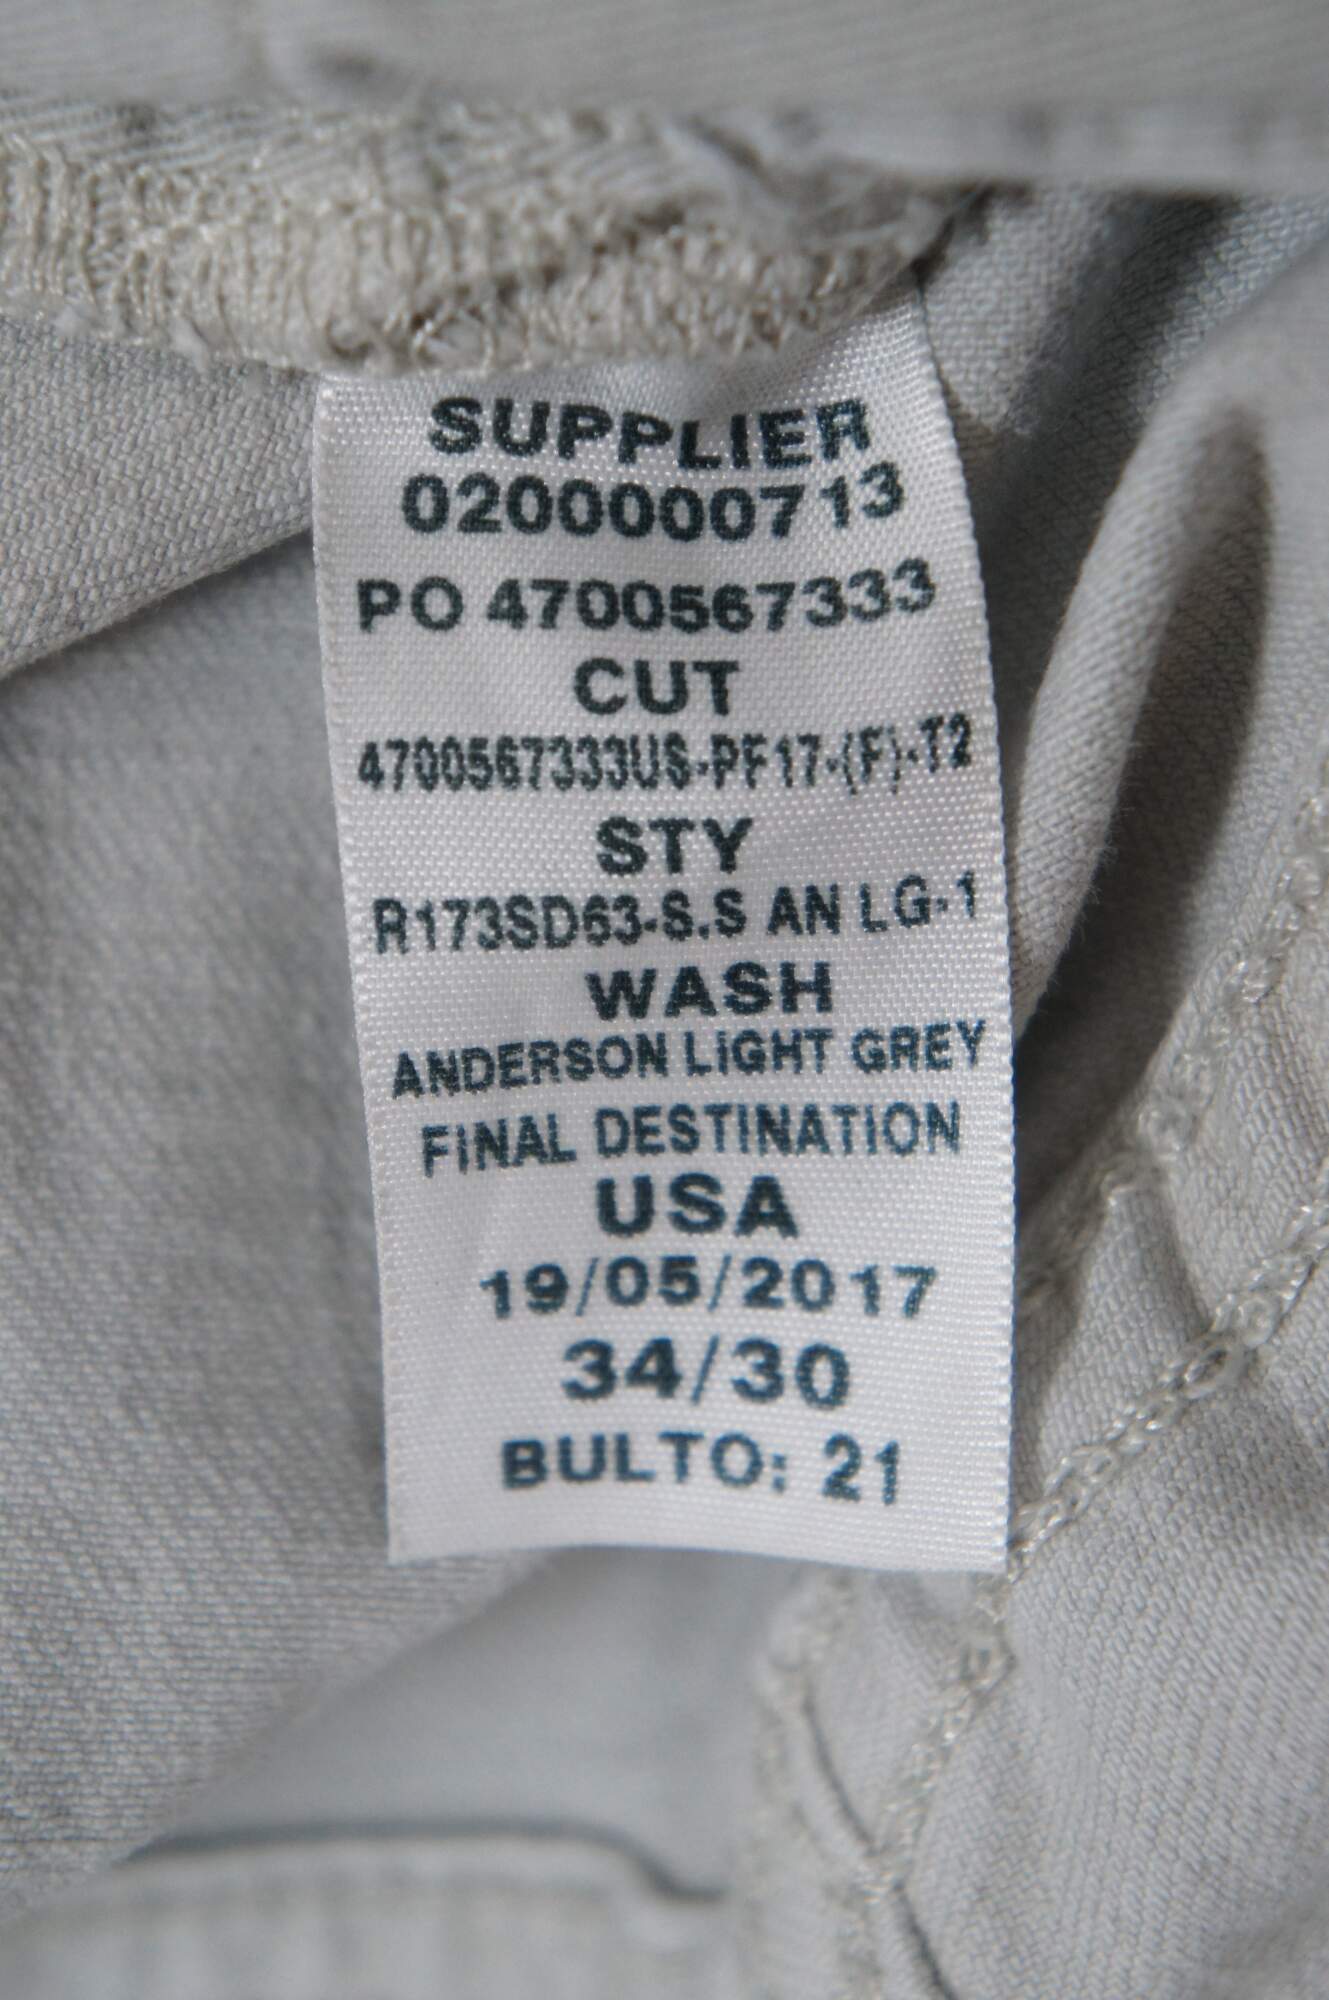 SUPPLIER
0200000713
PO 4700567333
CUT
4700567333US-PF17-(F)-T2
STY
R173SD63-S.S AN LG-1
WASH
ANDERSON LIGHT GREY
FINAL DESTINATION
USA
19/05/2017
34/30
BULTO: 21